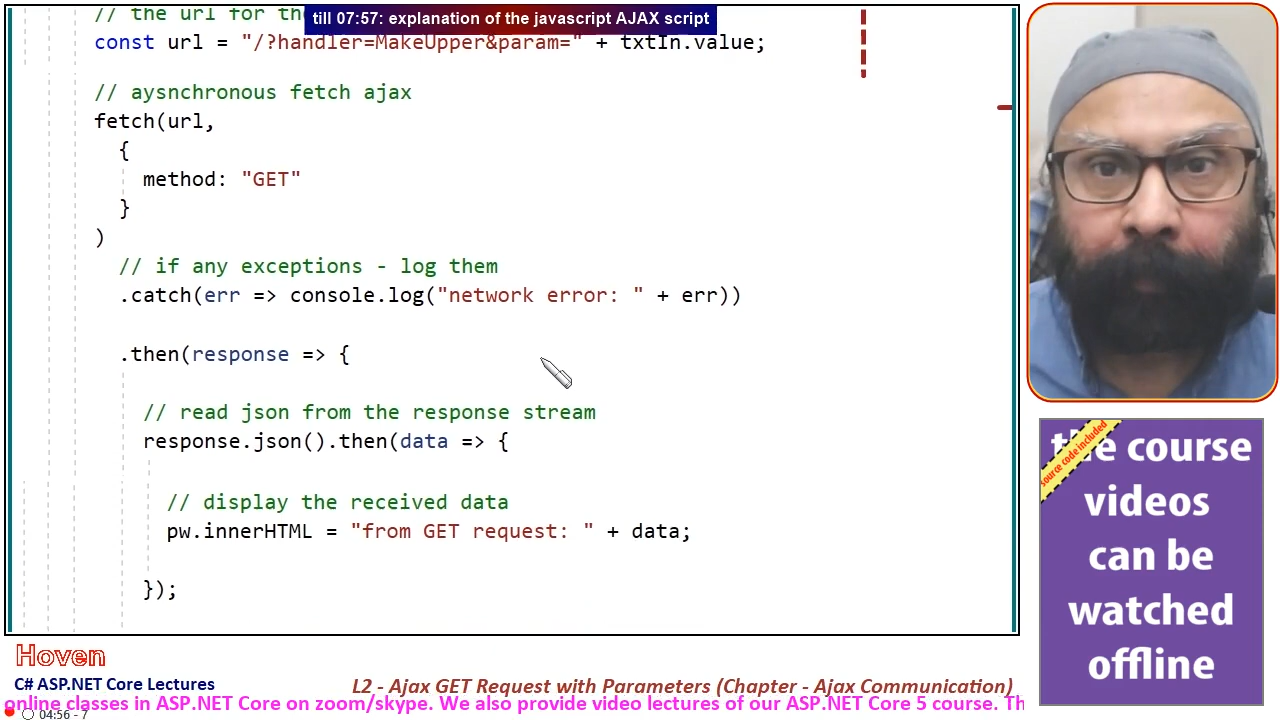 // the url for th
till 07:57: explanation of the javascript AJAX script
const url = "/?handler=MakeUpper&param=" + txtIn.value;
// aysnchronous fetch ajax
fetch(url,
{
method: "GET"
}
)
// if any exceptions - log them
.catch(err => console.log("network error: " + err))
.then(response => {
// read json from the response stream
response.json().then(data => {
// display the received data
pw.innerHTML = "from GET request: " + data;
});
source code included
the course
videos
can be
watched
offline
Hoven
C# ASP.NET Core Lectures
L2 - Ajax GET Request with Parameters (Chapter - Ajax Communication)
online classes in ASP.NET Core on zoom/skype. We also provide video lectures of our ASP.NET Core 5 course. Th
04:56 - 7